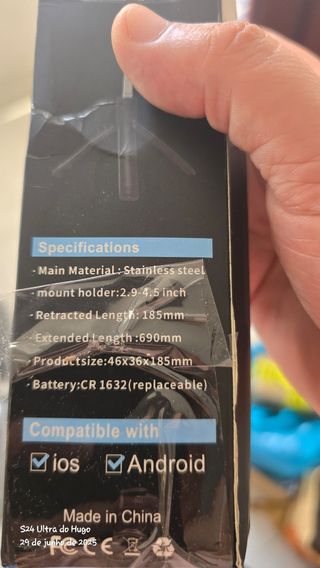 Specifications
· Main Material : Stainless steel
· mount holder:2.9-4.5 inch
· Retracted Length: 185mm
· Extended Length :690mm
· Productsize:46x36x185mm
· Battery:CR 1632(replaceable)
Compatible with
ios Android
Made in China
S24 Ultra do Hugo
29 de junho de 2025
FC CE